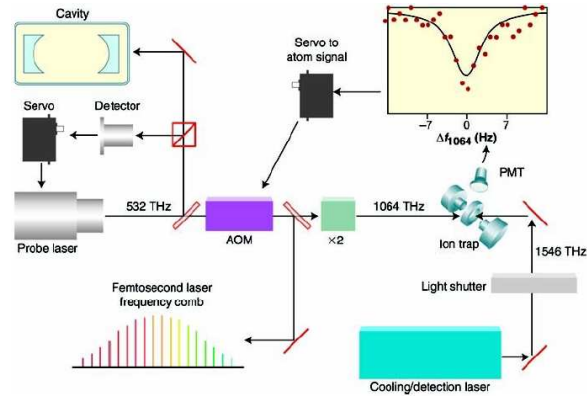 Cavity
Servo to
atom signal
Servo
Detector
-7
0
7
Δf1064 (Hz)
PMT
532 THz
1064 THz
Probe laser
AOM
×2
Ion trap
1546 THz
Femtosecond laser
frequency comb
Light shutter
Cooling/detection laser